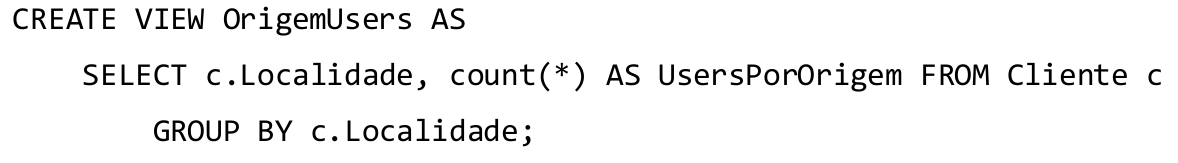 CREATE VIEW OrigemUsers AS
SELECT c.Localidade, count(*) AS UsersPorOrigem FROM Cliente c
GROUP BY c.Localidade;